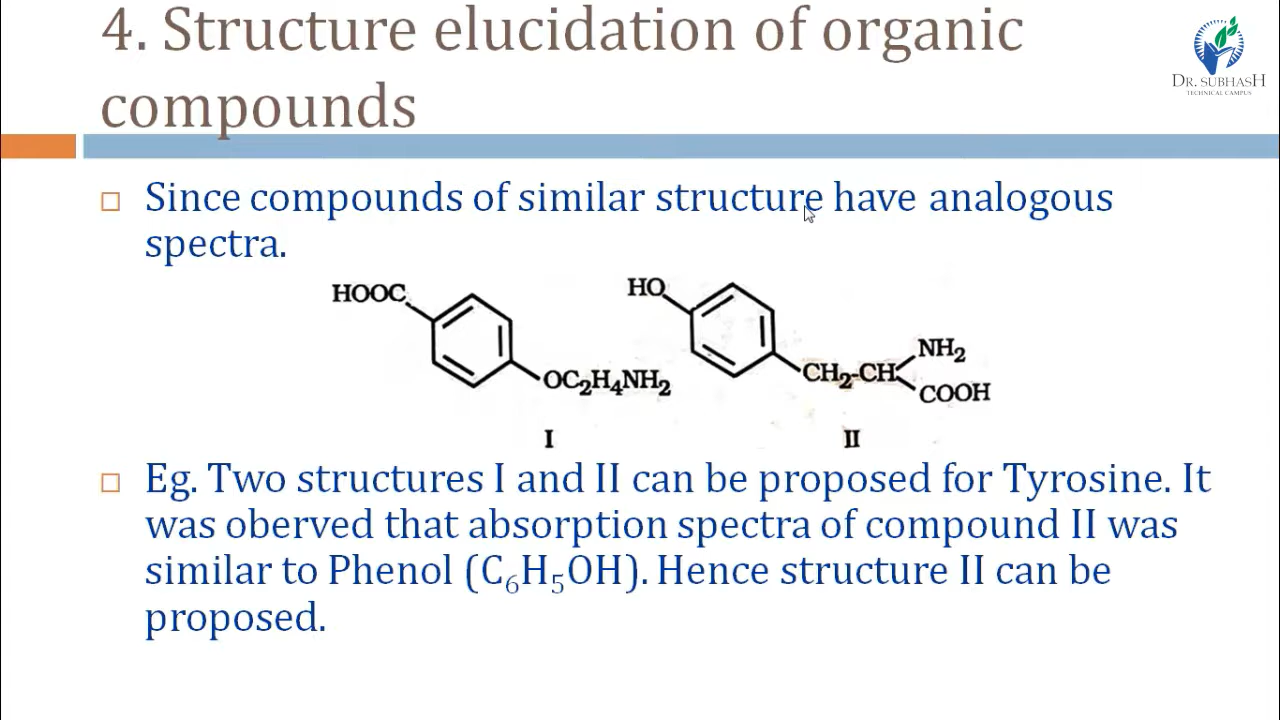 4. Structure elucidation of organic
compounds
DR. SUBHASH
TECHNICAL CAMPUS
Since compounds of similar structure have analogous
spectra.
HOOC
OC₂H₄NH₂
I
HO
CH₂-CH
NH₂
COOH
II
Eg. Two structures I and II can be proposed for Tyrosine. It
was oberved that absorption spectra of compound II was
similar to Phenol (C₆H₅OH). Hence structure II can be
proposed.